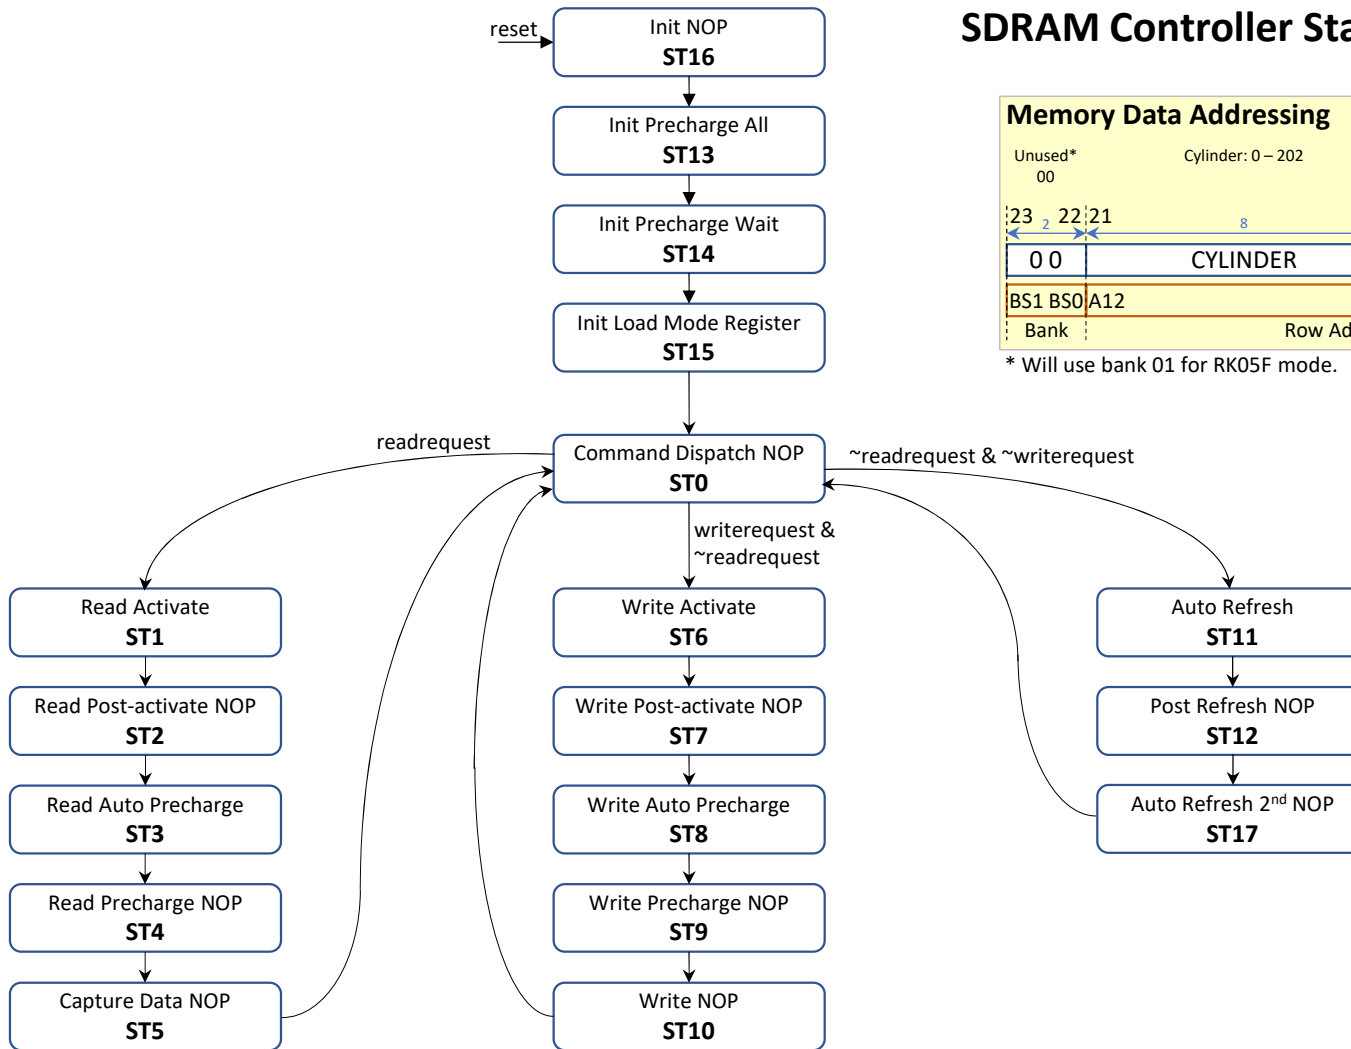 SDRAM Controller Sta
reset
Init NOP
ST16
Init Precharge All
ST13
Init Precharge Wait
ST14
Init Load Mode Register
ST15
Memory Data Addressing
Unused* Cylinder: 0 – 202
00
23 2 22 21 8
0 0 CYLINDER
BS1 BS0 A12
Bank Row Ad
* Will use bank 01 for RK05F mode.
readrequest
Command Dispatch NOP
ST0
~readrequest & ~writerequest
writerequest &
~readrequest
Read Activate
ST1
Read Post-activate NOP
ST2
Read Auto Precharge
ST3
Read Precharge NOP
ST4
Capture Data NOP
ST5
Write Activate
ST6
Write Post-activate NOP
ST7
Write Auto Precharge
ST8
Write Precharge NOP
ST9
Write NOP
ST10
Auto Refresh
ST11
Post Refresh NOP
ST12
Auto Refresh 2nd NOP
ST17